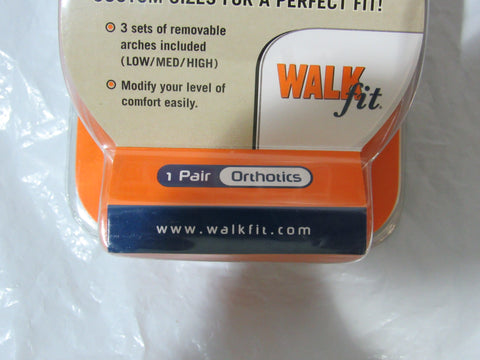 CUSTOM SIZES FOR A PERFECT FIT!
3 sets of removable
arches included
(LOW/MED/HIGH)
Modify your level of
comfort easily.
WALK
fit
1 Pair Orthotics
www.walkfit.com